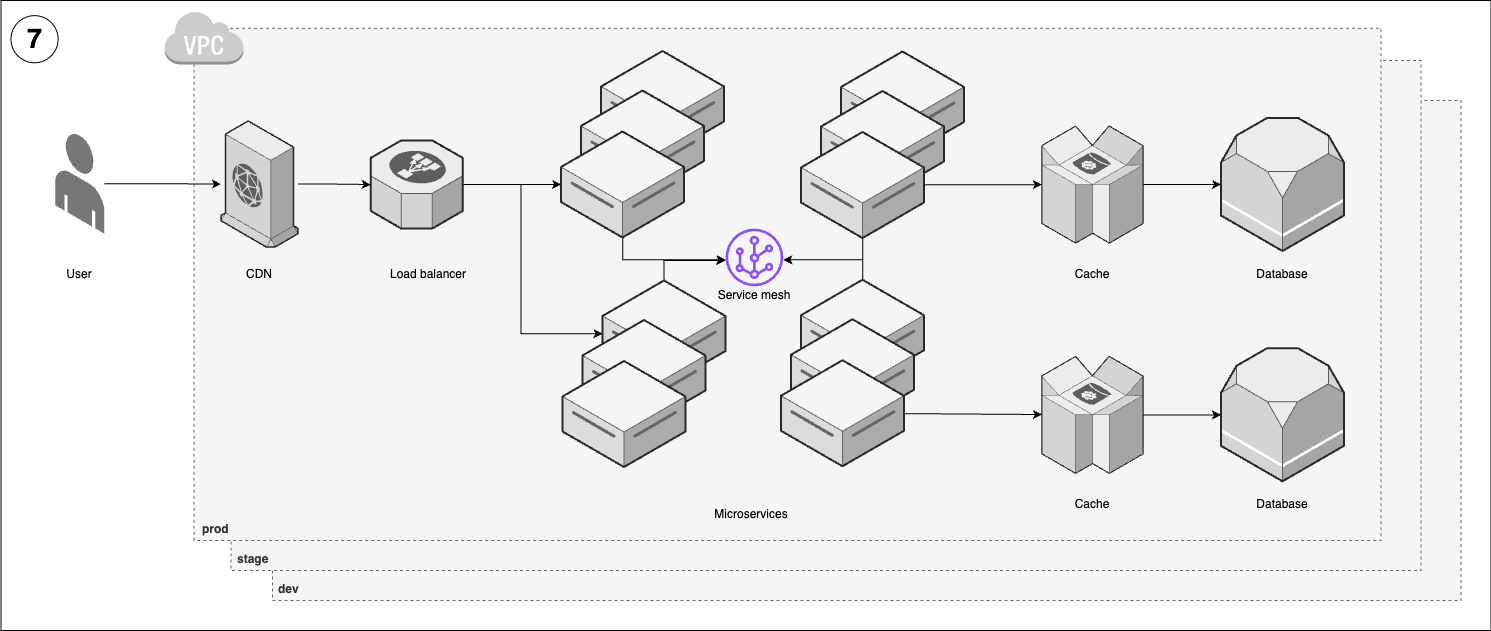 7
VPC
User
CDN
Load balancer
Service mesh
Cache
Database
Cache
Database
Microservices
prod
stage
dev